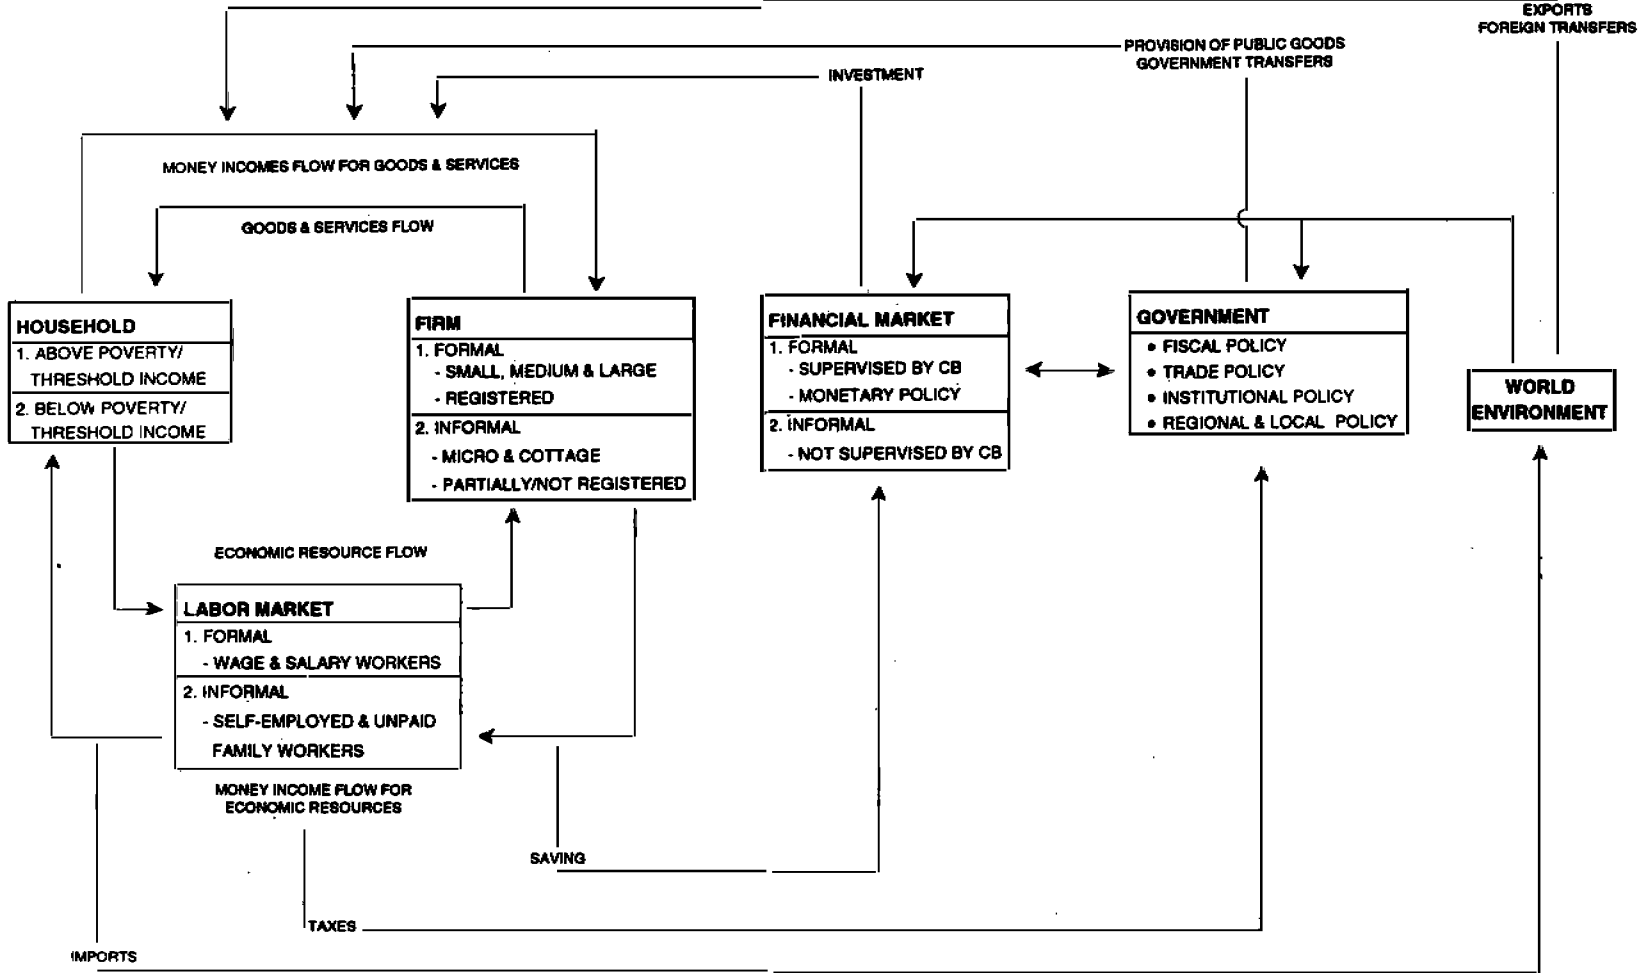 EXPORTS
FOREIGN TRANSFERS
PROVISION OF PUBLIC GOODS
GOVERNMENT TRANSFERS
INVESTMENT
MONEY INCOMES FLOW FOR GOODS & SERVICES
GOODS & SERVICES FLOW
HOUSEHOLD
1. ABOVE POVERTY/
THRESHOLD INCOME
2. BELOW POVERTY/
THRESHOLD INCOME
FIRM
1. FORMAL
- SMALL, MEDIUM & LARGE
- REGISTERED
2. INFORMAL
- MICRO & COTTAGE
- PARTIALLY/NOT REGISTERED
FINANCIAL MARKET
1. FORMAL
- SUPERVISED BY CB
- MONETARY POLICY
2. INFORMAL
- NOT SUPERVISED BY CB
GOVERNMENT
• FISCAL POLICY
• TRADE POLICY
• INSTITUTIONAL POLICY
• REGIONAL & LOCAL POLICY
WORLD
ENVIRONMENT
ECONOMIC RESOURCE FLOW
LABOR MARKET
1. FORMAL
- WAGE & SALARY WORKERS
2. INFORMAL
- SELF-EMPLOYED & UNPAID
FAMILY WORKERS
MONEY INCOME FLOW FOR
ECONOMIC RESOURCES
SAVING
TAXES
IMPORTS